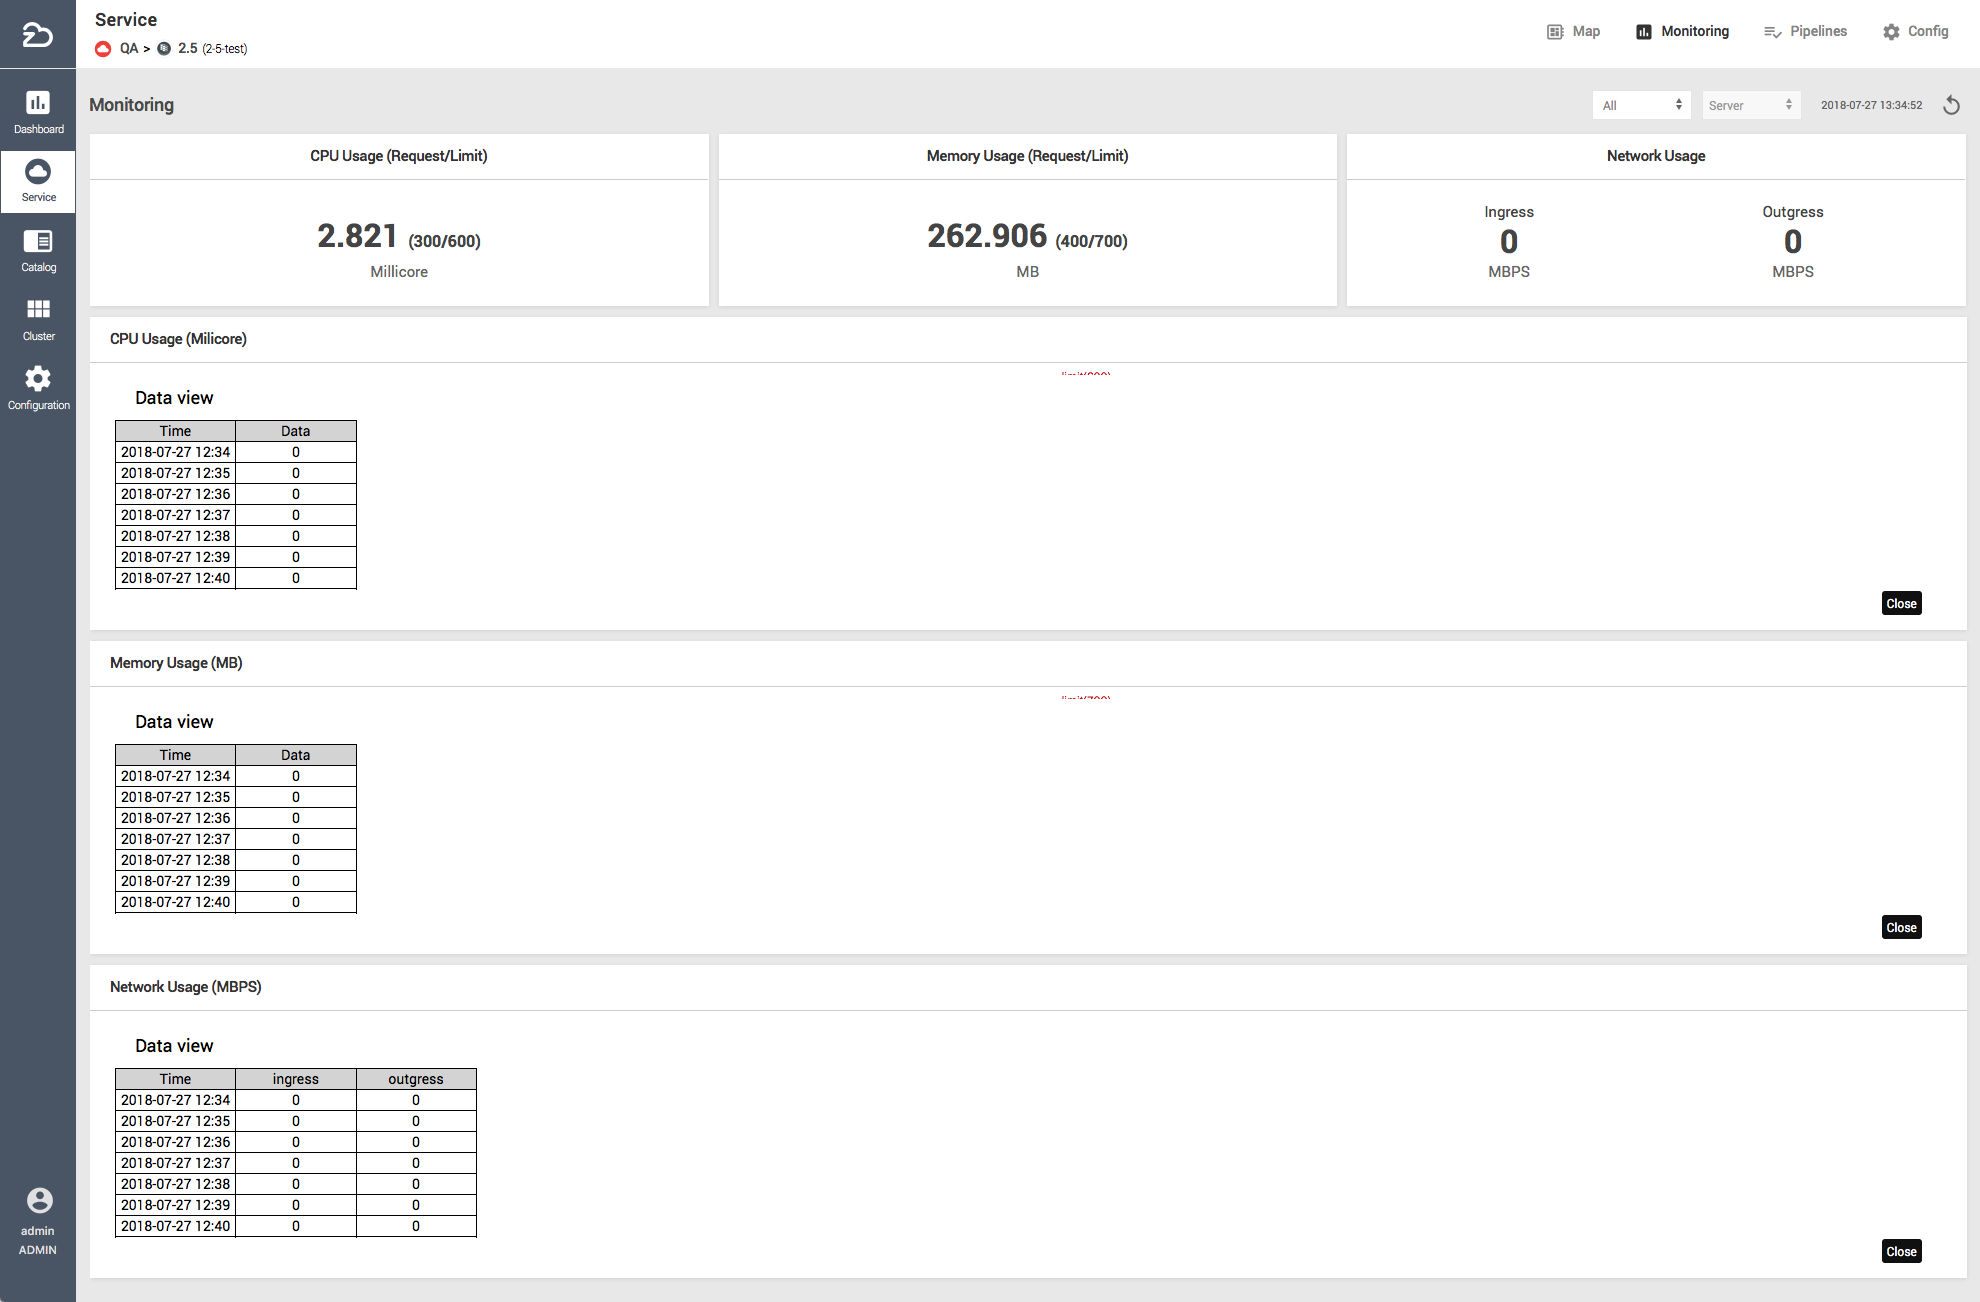 Service
QA > 2.5 (2-5-test)
Map
Monitoring
Pipelines
Config
Dashboard
Service
Catalog
Cluster
Configuration
admin
ADMIN
Monitoring
All
Server
2018-07-27 13:34:52
CPU Usage (Request/Limit)
2.821 (300/600)
Millicore
Memory Usage (Request/Limit)
262.906 (400/700)
MB
Network Usage
Ingress
0
MBPS
Outgress
0
MBPS
CPU Usage (Milicore)
Data view
Time Data
2018-07-27 12:34 0
2018-07-27 12:35 0
2018-07-27 12:36 0
2018-07-27 12:37 0
2018-07-27 12:38 0
2018-07-27 12:39 0
2018-07-27 12:40 0
Close
Memory Usage (MB)
Data view
Time Data
2018-07-27 12:34 0
2018-07-27 12:35 0
2018-07-27 12:36 0
2018-07-27 12:37 0
2018-07-27 12:38 0
2018-07-27 12:39 0
2018-07-27 12:40 0
Close
Network Usage (MBPS)
Data view
Time ingress outgress
2018-07-27 12:34 0 0
2018-07-27 12:35 0 0
2018-07-27 12:36 0 0
2018-07-27 12:37 0 0
2018-07-27 12:38 0 0
2018-07-27 12:39 0 0
2018-07-27 12:40 0 0
Close